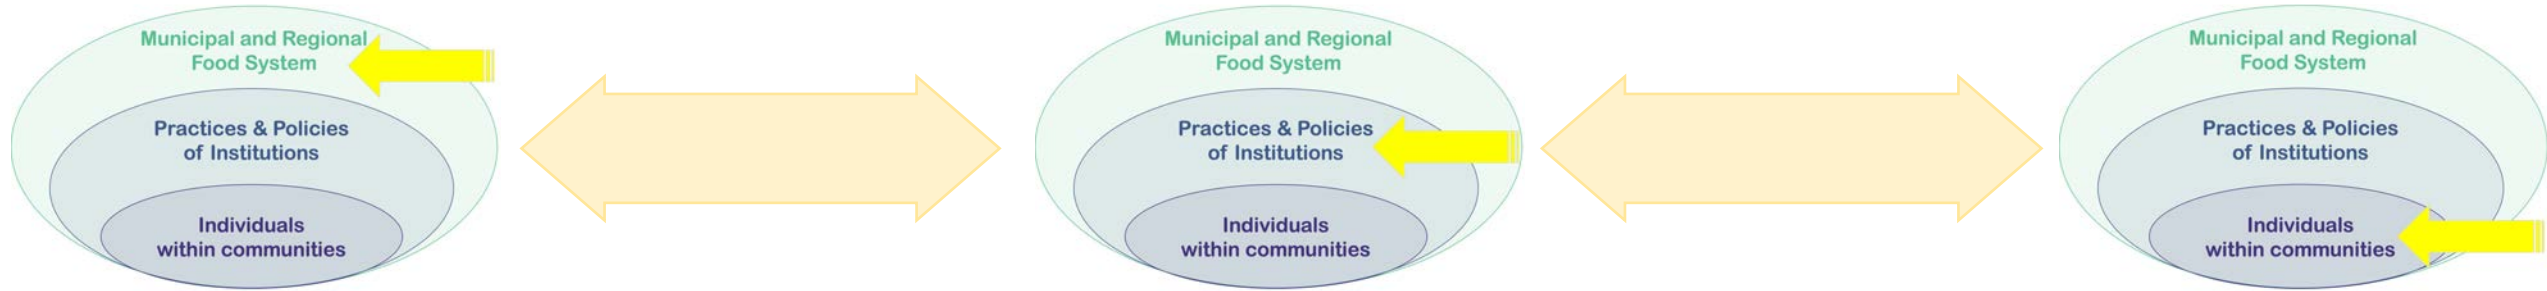 Municipal and Regional
Food System
Practices & Policies
of Institutions
Individuals
within communities
Municipal and Regional
Food System
Practices & Policies
of Institutions
Individuals
within communities
Municipal and Regional
Food System
Practices & Policies
of Institutions
Individuals
within communities